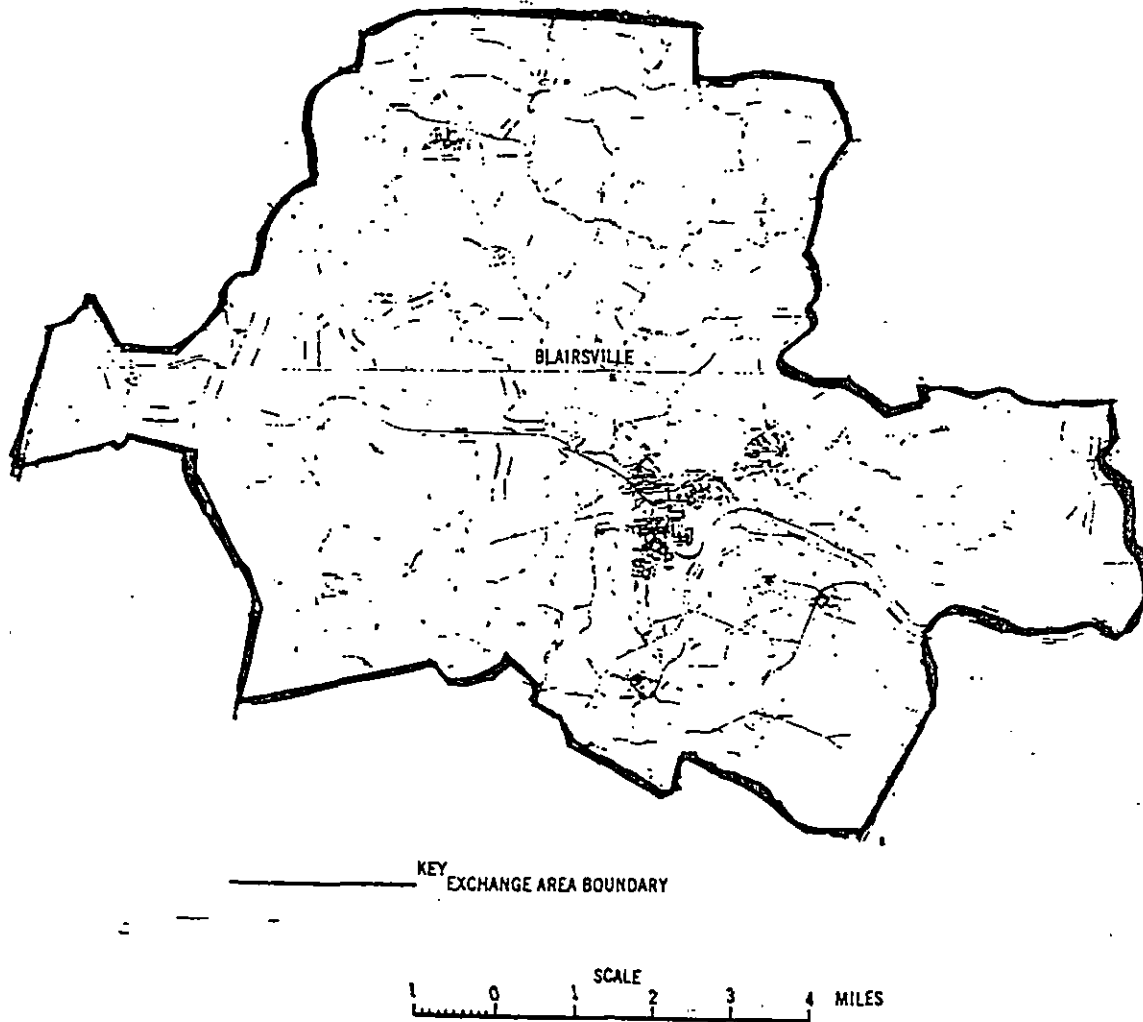 BLAIRSVILLE
KEY
EXCHANGE AREA BOUNDARY
SCALE
1 0 1 2 3 4 MILES